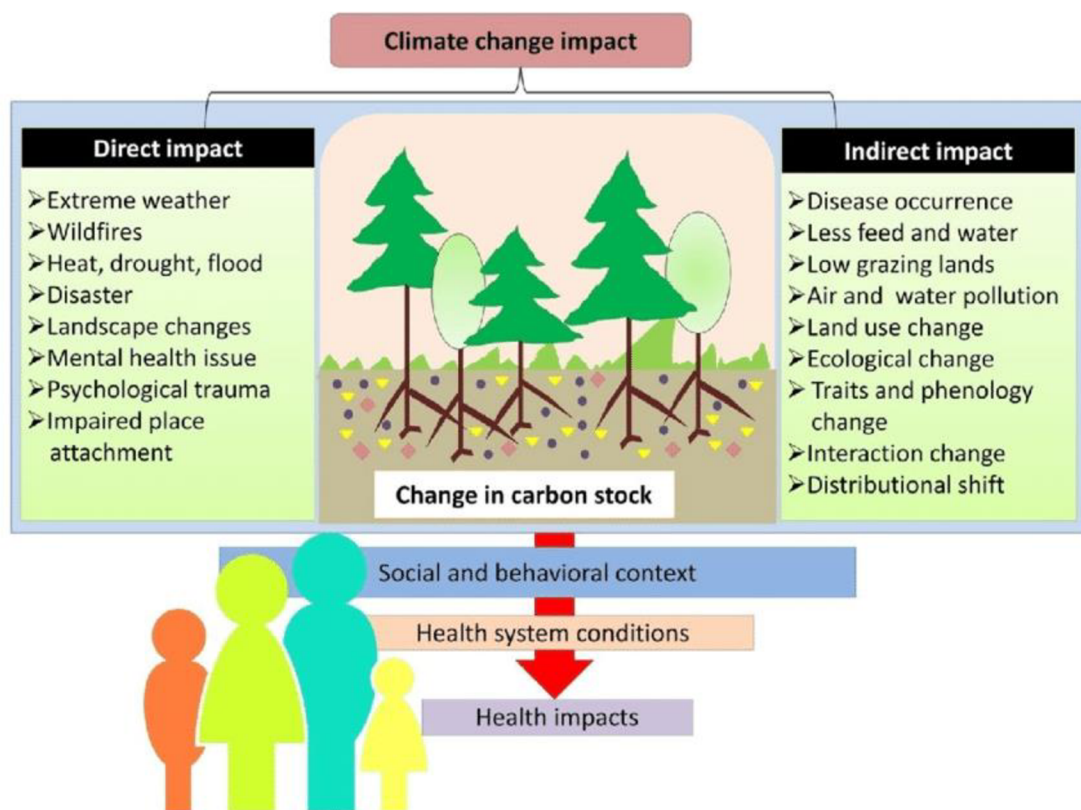 Climate change impact
Direct impact
➢Extreme weather
➢Wildfires
➢Heat, drought, flood
➢Disaster
➢Landscape changes
➢Mental health issue
➢Psychological trauma
➢Impaired place
attachment
Change in carbon stock
Indirect impact
➢Disease occurrence
➢Less feed and water
➢Low grazing lands
➢Air and water pollution
➢Land use change
➢Ecological change
➢Traits and phenology
change
➢Interaction change
➢Distributional shift
Social and behavioral context
Health system conditions
Health impacts